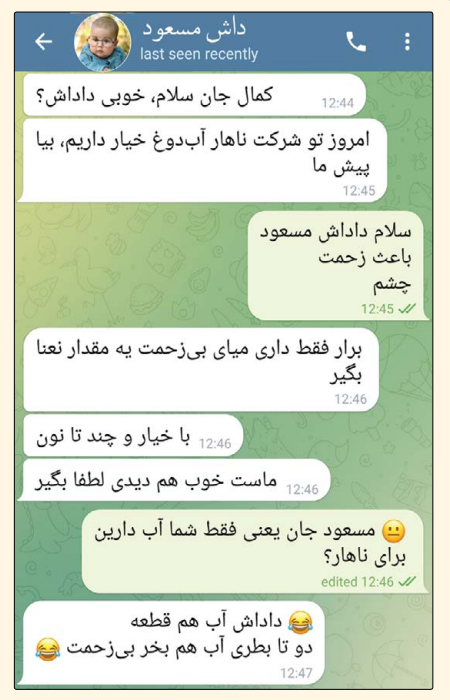 داش مسعود
last seen recently
کمال جان سلام، خوبی داداش؟
12:44
امروز تو شرکت ناهار آب‌دوغ خیار داریم، بیا
پیش ما
12:45
سلام داداش مسعود
باعث زحمت
چشم
12:45
برار فقط داری میای بی‌زحمت یه مقدار نعنا
بگیر
12:46
با خیار و چند تا نون
12:46
ماست خوب هم دیدی لطفا بگیر
12:46
😐 مسعود جان یعنی فقط شما آب دارین
برای ناهار؟
edited 12:46
😂 داداش آب هم قطعه
دو تا بطری آب هم بخر بی‌زحمت 😂
12:47